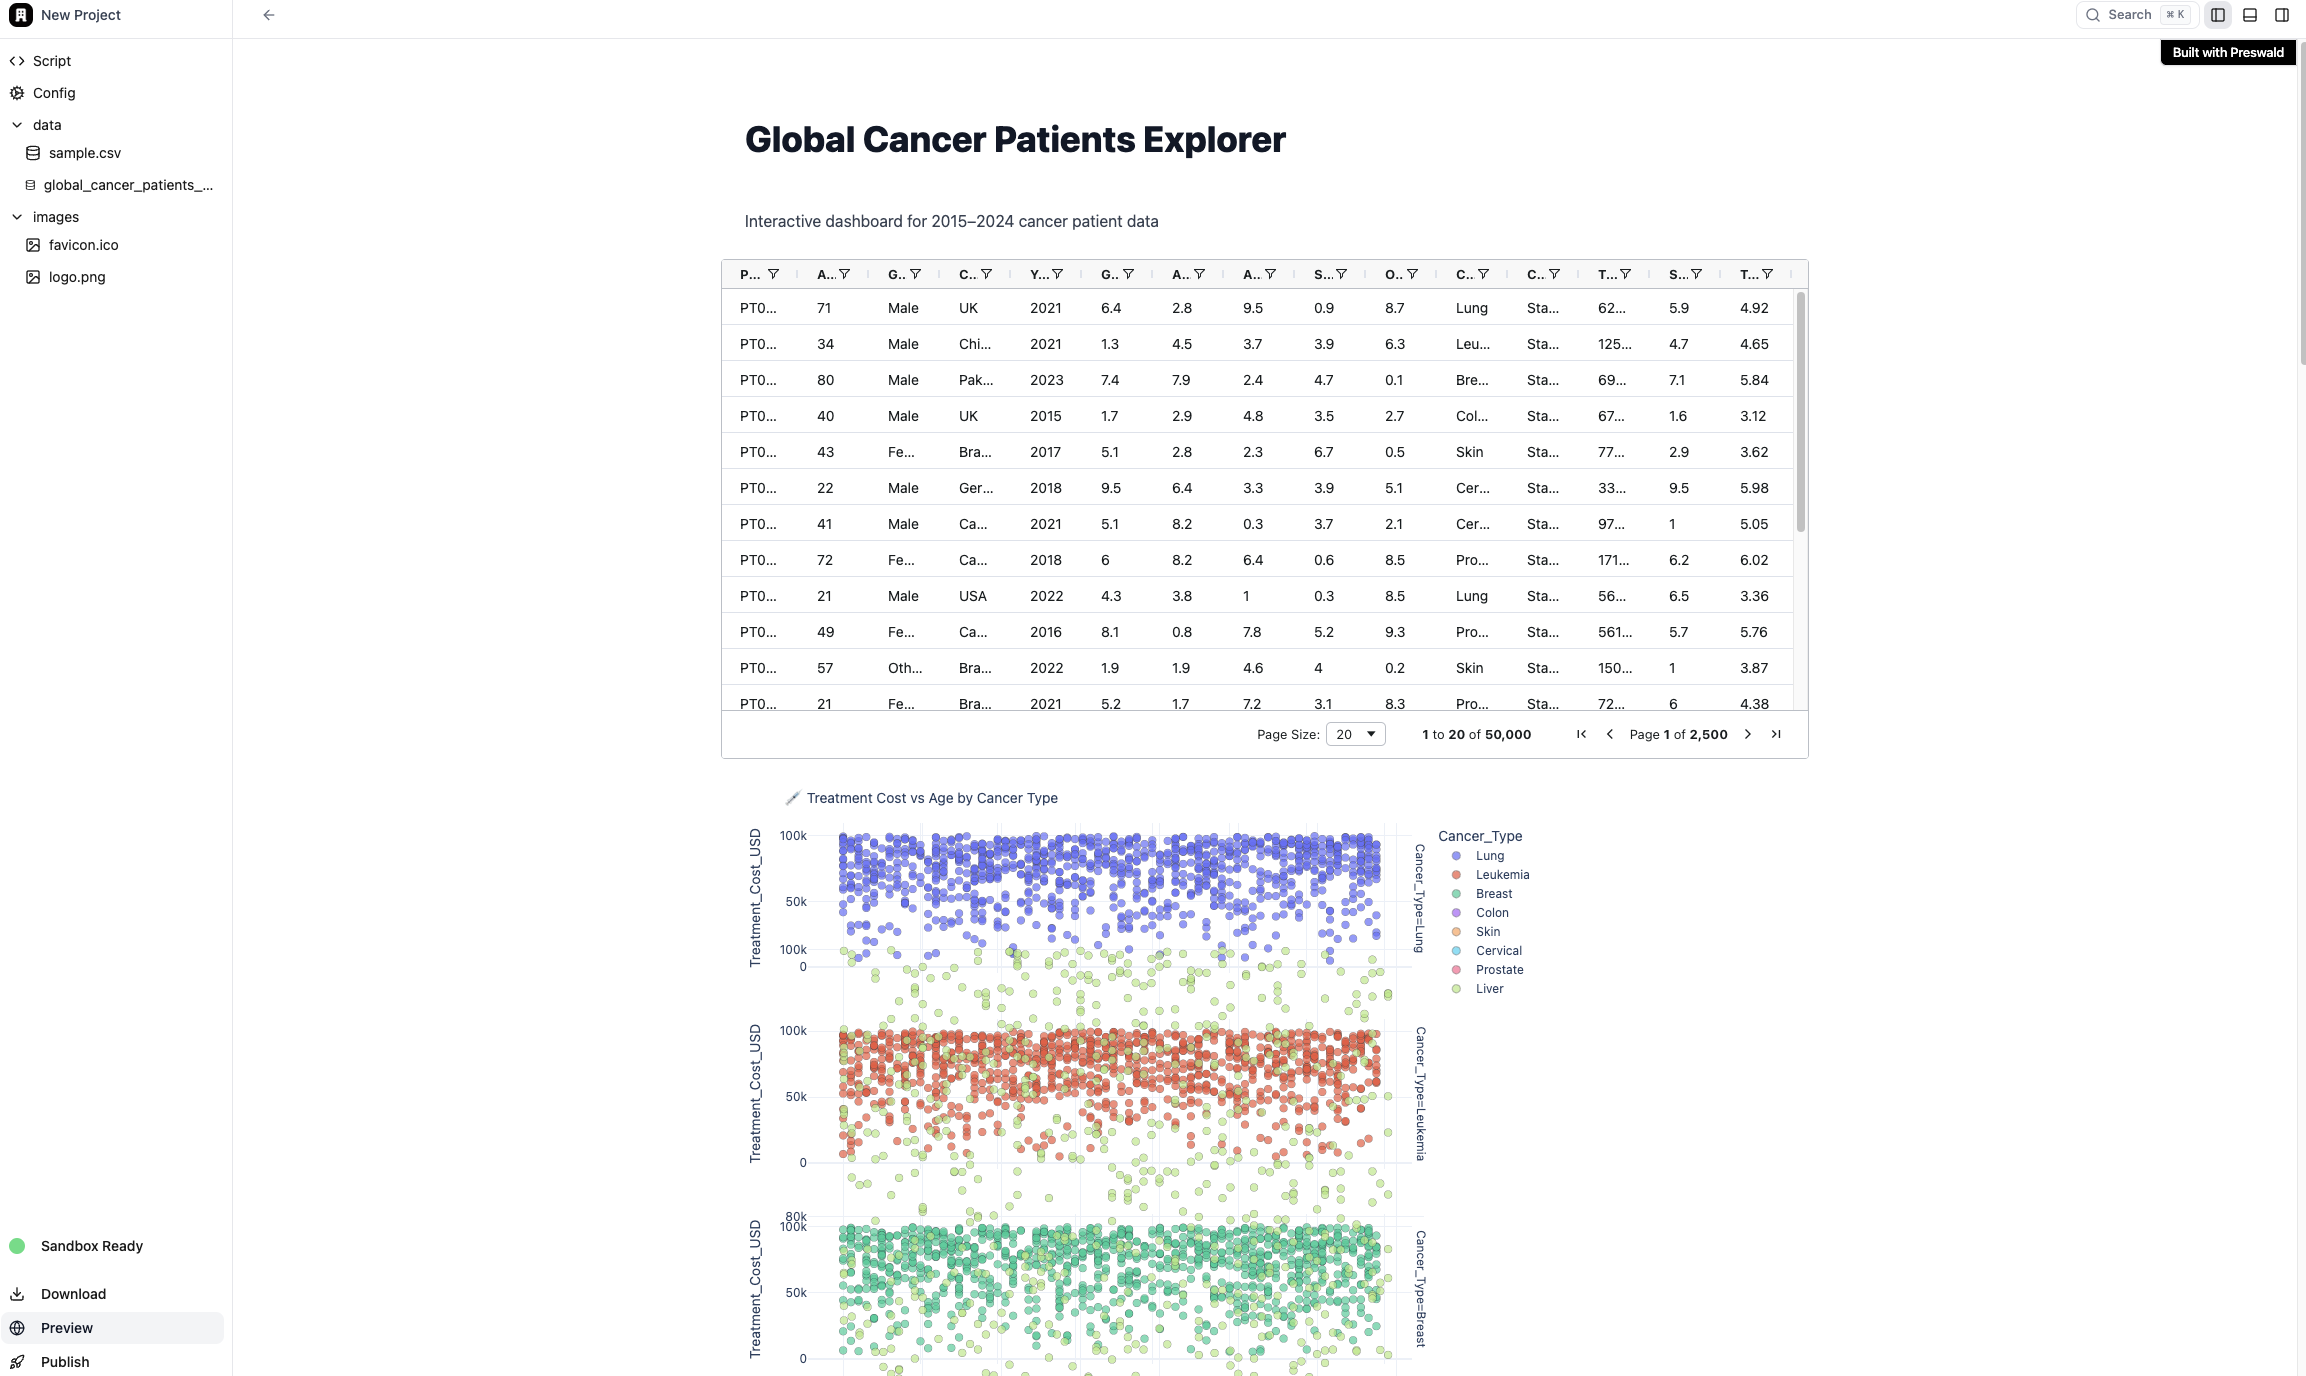 New Project
Search ⌘ K
Built with Preswald
Script
Config
data
sample.csv
global_cancer_patients_...
images
favicon.ico
logo.png
Sandbox Ready
Download
Preview
Publish
Global Cancer Patients Explorer
Interactive dashboard for 2015–2024 cancer patient data
P... A... G.. C.. Y... G.. A.. A.. S... O.. C.. C.. T... S... T...
PT0... 71 Male UK 2021 6.4 2.8 9.5 0.9 8.7 Lung Sta... 62... 5.9 4.92
PT0... 34 Male Chi... 2021 1.3 4.5 3.7 3.9 6.3 Leu... Sta... 125... 4.7 4.65
PT0... 80 Male Pak... 2023 7.4 7.9 2.4 4.7 0.1 Bre... Sta... 69... 7.1 5.84
PT0... 40 Male UK 2015 1.7 2.9 4.8 3.5 2.7 Col... Sta... 67... 1.6 3.12
PT0... 43 Fe... Bra... 2017 5.1 2.8 2.3 6.7 0.5 Skin Sta... 77... 2.9 3.62
PT0... 22 Male Ger... 2018 9.5 6.4 3.3 3.9 5.1 Cer... Sta... 33... 9.5 5.98
PT0... 41 Male Ca... 2021 5.1 8.2 0.3 3.7 2.1 Cer... Sta... 97... 1 5.05
PT0... 72 Fe... Ca... 2018 6 8.2 6.4 0.6 8.5 Pro... Sta... 171... 6.2 6.02
PT0... 21 Male USA 2022 4.3 3.8 1 0.3 8.5 Lung Sta... 56... 6.5 3.36
PT0... 49 Fe... Ca... 2016 8.1 0.8 7.8 5.2 9.3 Pro... Sta... 561... 5.7 5.76
PT0... 57 Oth... Bra... 2022 1.9 1.9 4.6 4 0.2 Skin Sta... 150... 1 3.87
PT0... 21 Fe... Bra... 2021 5.2 1.7 7.2 3.1 8.3 Pro... Sta... 72... 6 4.38
Page Size: 20 1 to 20 of 50,000 Page 1 of 2,500
Treatment Cost vs Age by Cancer Type
Treatment_Cost_USD
100k
50k
100k
0
Cancer_Type=Lung
Cancer_Type
Lung
Leukemia
Breast
Colon
Skin
Cervical
Prostate
Liver
Treatment_Cost_USD
100k
50k
0
Cancer_Type=Leukemia
Treatment_Cost_USD
80k
100k
50k
0
Cancer_Type=Breast